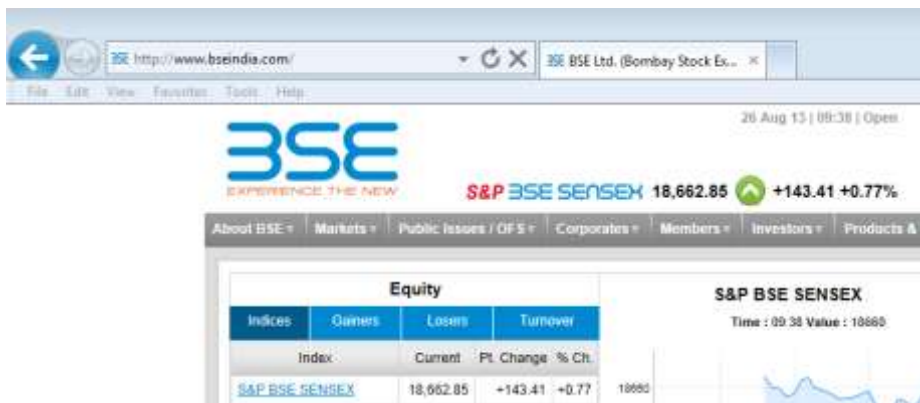 http://www.bseindia.com/
BSE Ltd. (Bombay Stock Ex...
File Edit View Favorites Tools Help
26 Aug 13 | 09:38 | Open
BSE
EXPERIENCE THE NEW
S&P BSE SENSEX 18,662.85 +143.41 +0.77%
About BSE Markets Public Issues / OFS Corporates Members Investors Products &
Equity
Indices Gainers Losers Turnover
Index Current Pt. Change % Ch.
S&P BSE SENSEX 18,662.85 +143.41 +0.77
S&P BSE SENSEX
Time : 09:38 Value : 18660
18660